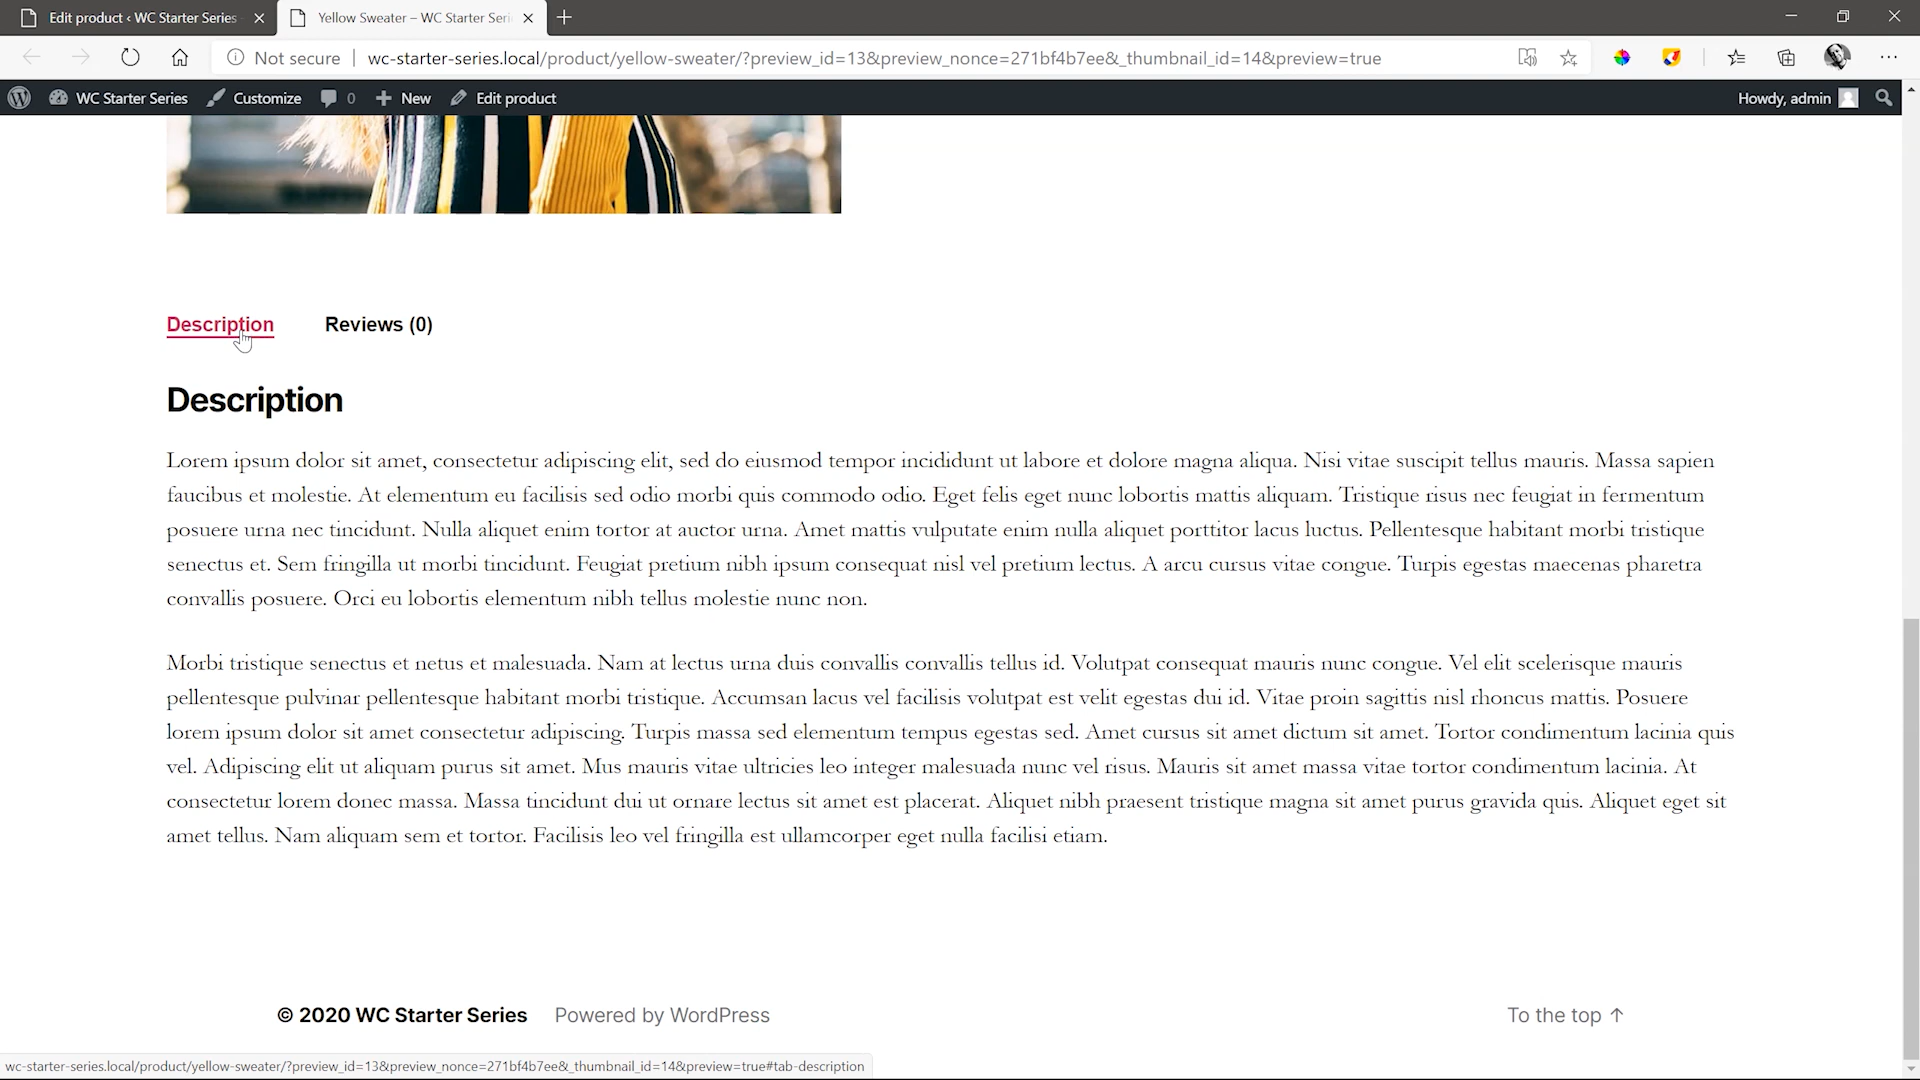 Edit product ‹ WC Starter Series
Yellow Sweater – WC Starter Seri
Not secure
wc-starter-series.local/product/yellow-sweater/?preview_id=13&preview_nonce=271bf4b7ee&_thumbnail_id=14&preview=true
WC Starter Series
Customize
0
New
Edit product
Howdy, admin
Description
Reviews (0)
Description
Lorem ipsum dolor sit amet, consectetur adipiscing elit, sed do eiusmod tempor incididunt ut labore et dolore magna aliqua. Nisi vitae suscipit tellus mauris. Massa sapien
faucibus et molestie. At elementum eu facilisis sed odio morbi quis commodo odio. Eget felis eget nunc lobortis mattis aliquam. Tristique risus nec feugiat in fermentum
posuere urna nec tincidunt. Nulla aliquet enim tortor at auctor urna. Amet mattis vulputate enim nulla aliquet porttitor lacus luctus. Pellentesque habitant morbi tristique
senectus et. Sem fringilla ut morbi tincidunt. Feugiat pretium nibh ipsum consequat nisl vel pretium lectus. A arcu cursus vitae congue. Turpis egestas maecenas pharetra
convallis posuere. Orci eu lobortis elementum nibh tellus molestie nunc non.
Morbi tristique senectus et netus et malesuada. Nam at lectus urna duis convallis convallis tellus id. Volutpat consequat mauris nunc congue. Vel elit scelerisque mauris
pellentesque pulvinar pellentesque habitant morbi tristique. Accumsan lacus vel facilisis volutpat est velit egestas dui id. Vitae proin sagittis nisl rhoncus mattis. Posuere
lorem ipsum dolor sit amet consectetur adipiscing. Turpis massa sed elementum tempus egestas sed. Amet cursus sit amet dictum sit amet. Tortor condimentum lacinia quis
vel. Adipiscing elit ut aliquam purus sit amet. Mus mauris vitae ultricies leo integer malesuada nunc vel risus. Mauris sit amet massa vitae tortor condimentum lacinia. At
consectetur lorem donec massa. Massa tincidunt dui ut ornare lectus sit amet est placerat. Aliquet nibh praesent tristique magna sit amet purus gravida quis. Aliquet eget sit
amet tellus. Nam aliquam sem et tortor. Facilisis leo vel fringilla est ullamcorper eget nulla facilisi etiam.
© 2020 WC Starter Series
Powered by WordPress
To the top ↑
wc-starter-series.local/product/yellow-sweater/?preview_id=13&preview_nonce=271bf4b7ee&_thumbnail_id=14&preview=true#tab-description